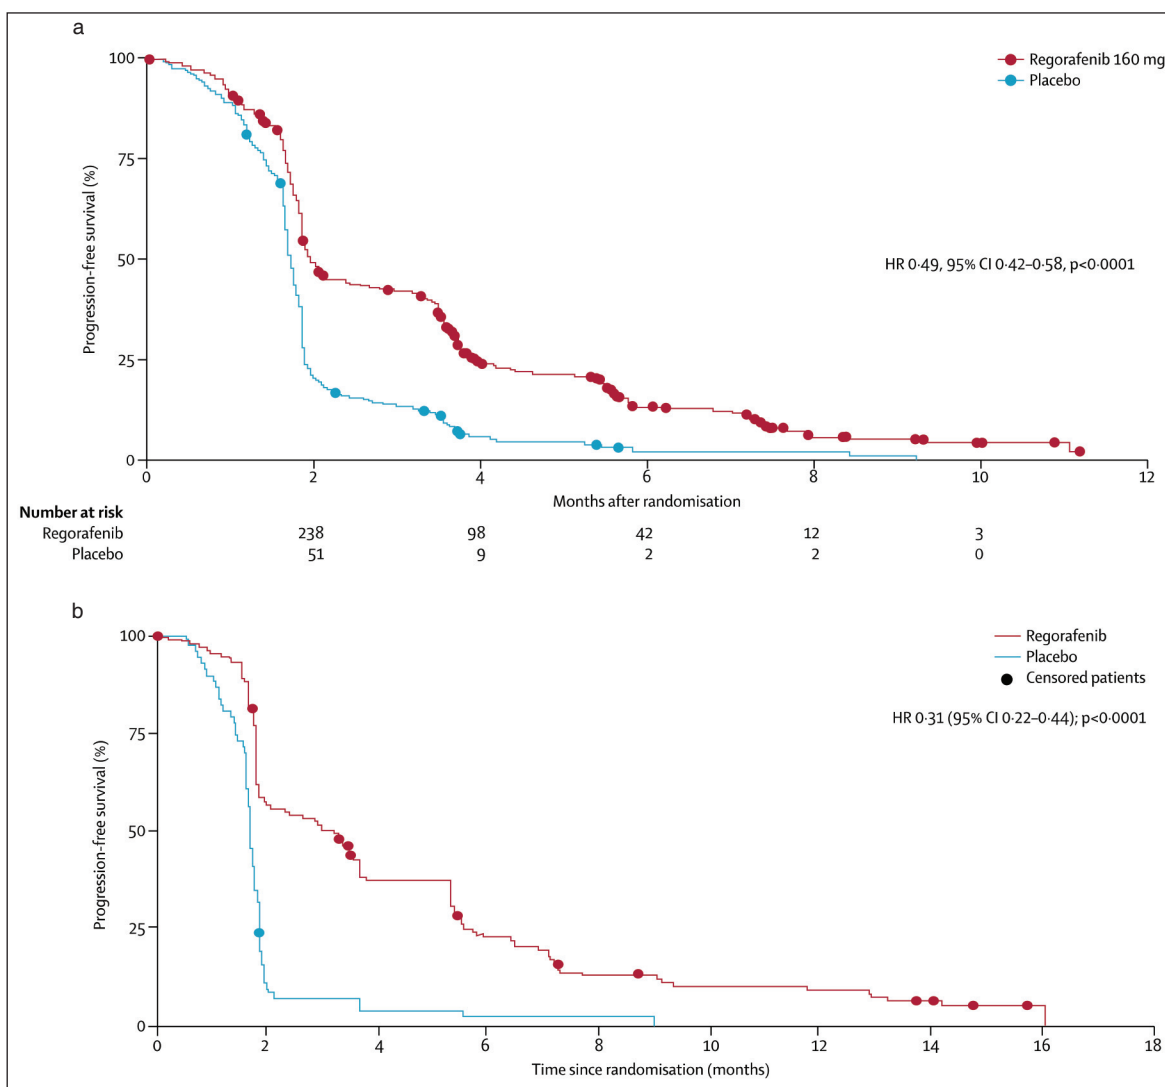 a
100
75
50
25
0
Progression-free survival (%)
Regorafenib 160 mg
Placebo
HR 0·49, 95% CI 0·42–0·58, p<0·0001
0 2 4 6 8 10 12
Months after randomisation
Number at risk
Regorafenib 238 98 42 12 3
Placebo 51 9 2 2 0
b
100
75
50
25
0
Progression-free survival (%)
Regorafenib
Placebo
Censored patients
HR 0·31 (95% CI 0·22–0·44); p<0·0001
0 2 4 6 8 10 12 14 16 18
Time since randomisation (months)